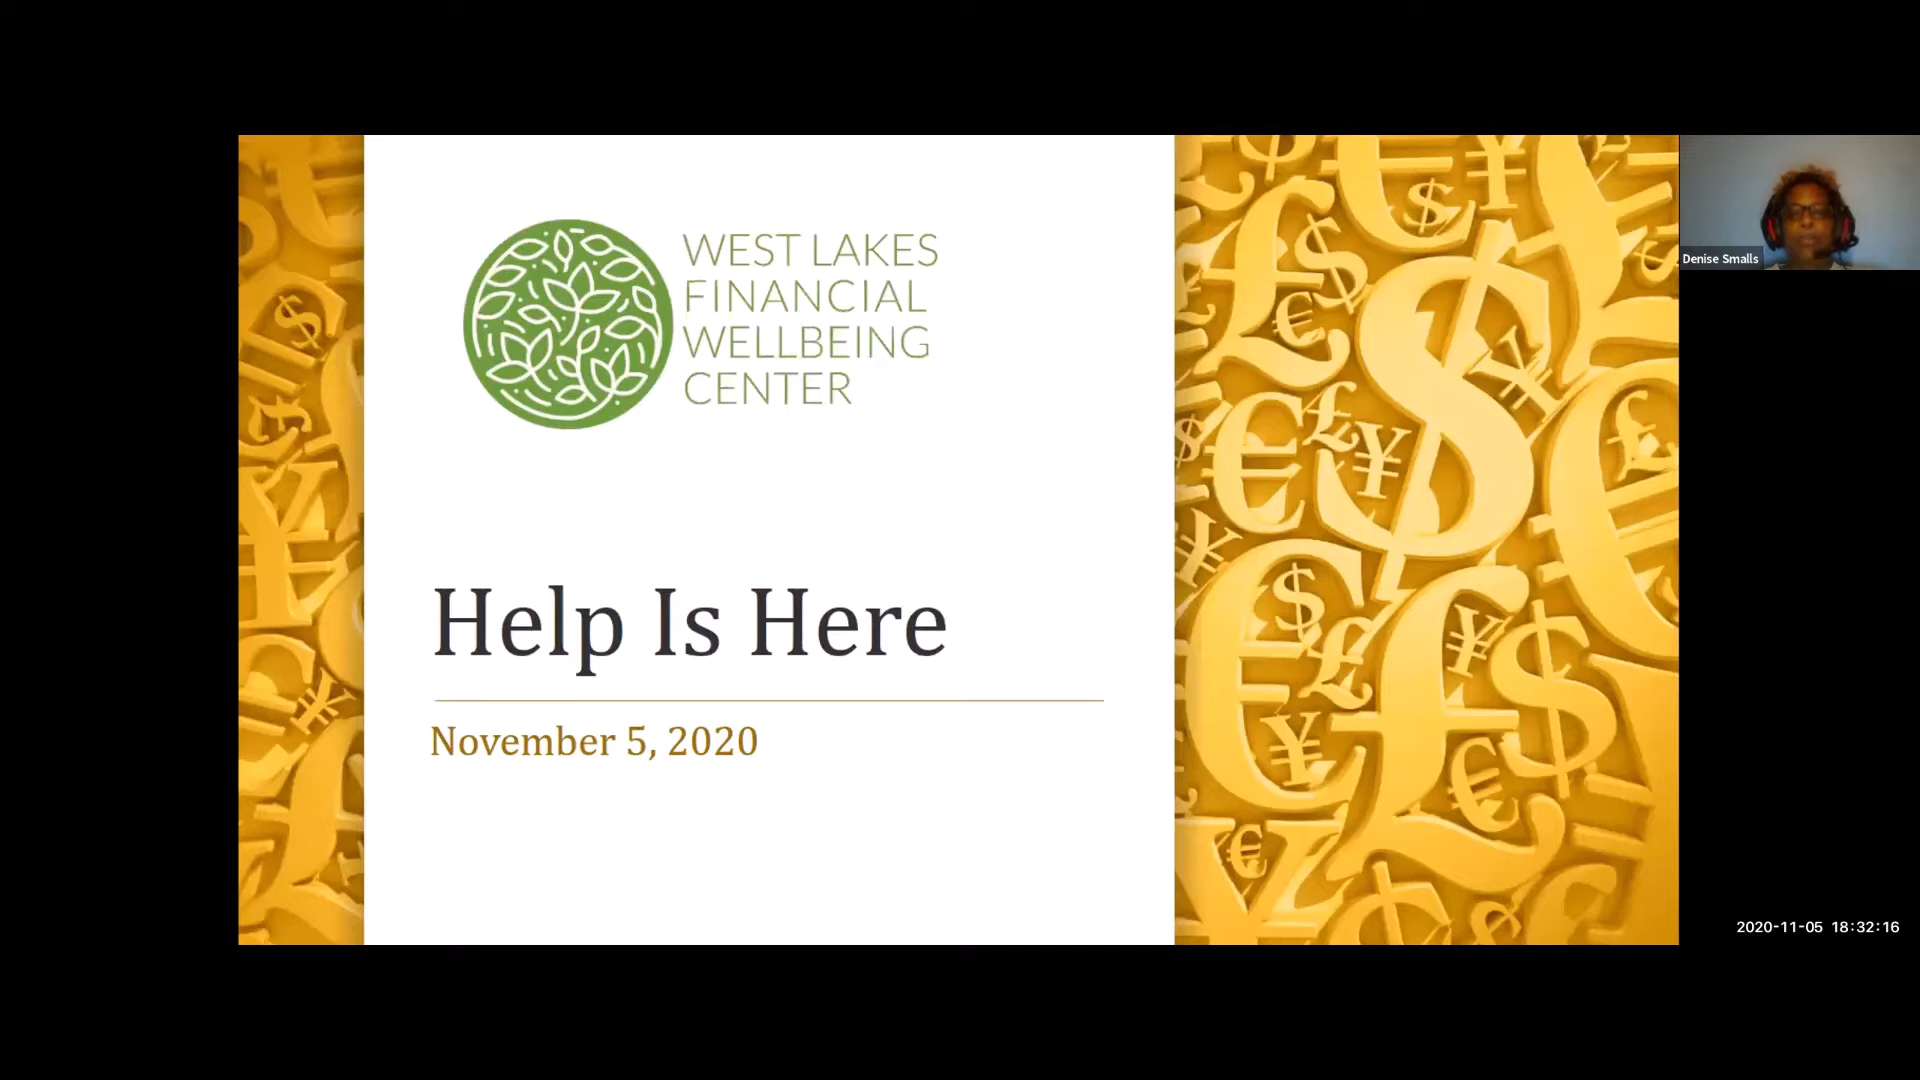 WEST LAKES
FINANCIAL
WELLBEING
CENTER
Help Is Here
November 5, 2020
Denise Smalls
2020-11-05 18:32:16